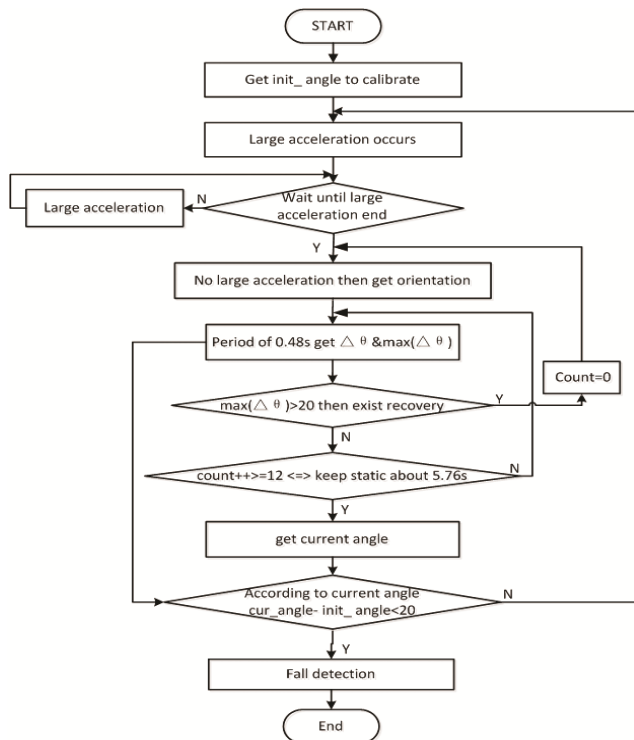 START
Get init_ angle to calibrate
Large acceleration occurs
Wait until large
acceleration end
N
Large acceleration
Y
No large acceleration then get orientation
Period of 0.48s get △ θ &max(△ θ )
Count=0
max(△ θ )>20 then exist recovery
Y
N
count++>=12 <=> keep static about 5.76s
N
Y
get current angle
According to current angle
cur_angle- init_ angle<20
N
Y
Fall detection
End